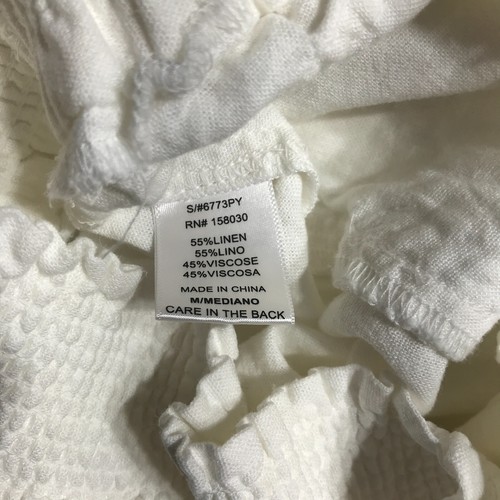 S/#6773PY
RN# 158030
55%LINEN
55%LINO
45%VISCOSE
45%VISCOSA
MADE IN CHINA
M/MEDIANO
CARE IN THE BACK